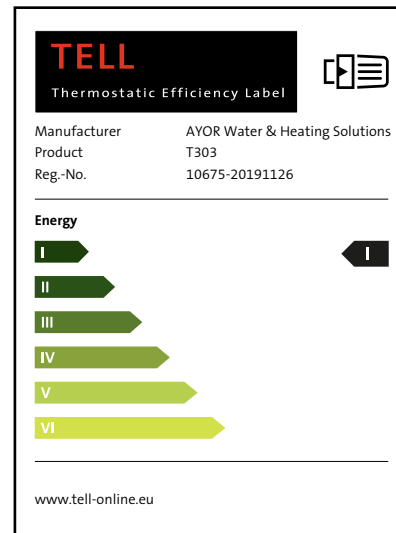 TELL
Thermostatic Efficiency Label
Manufacturer AYOR Water & Heating Solutions
Product T303
Reg.-No. 10675-20191126
Energy
I I
II
III
IV
V
VI
www.tell-online.eu